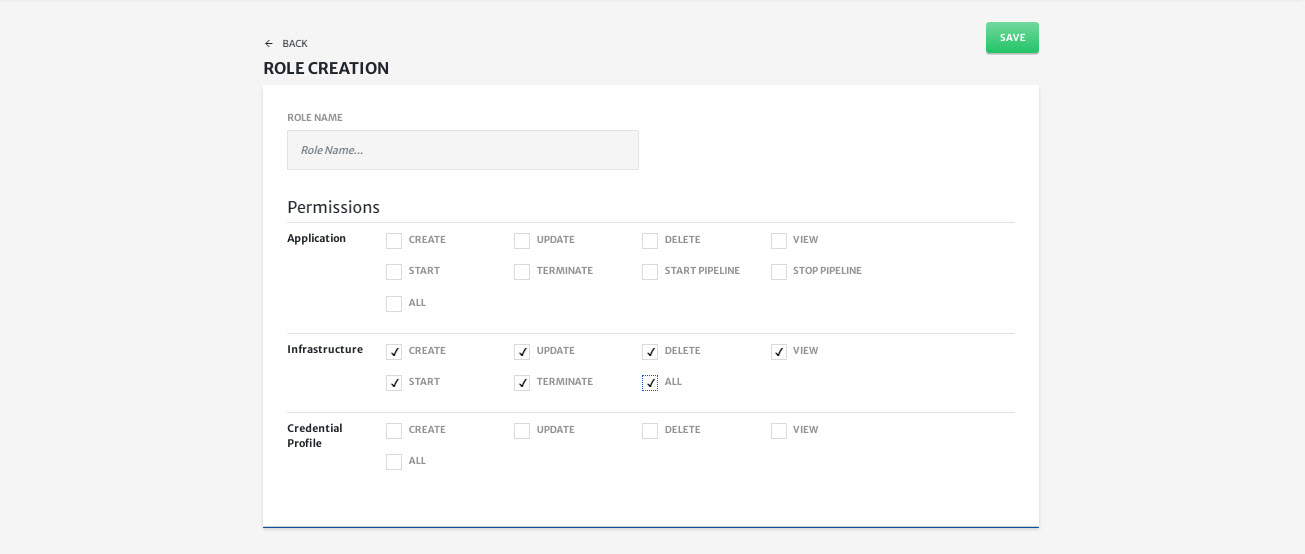 BACK
SAVE
ROLE CREATION
ROLE NAME
Role Name...
Permissions
Application CREATE UPDATE DELETE VIEW
START TERMINATE START PIPELINE STOP PIPELINE
ALL
Infrastructure CREATE UPDATE DELETE VIEW
START TERMINATE ALL
Credential CREATE UPDATE DELETE VIEW
Profile
ALL